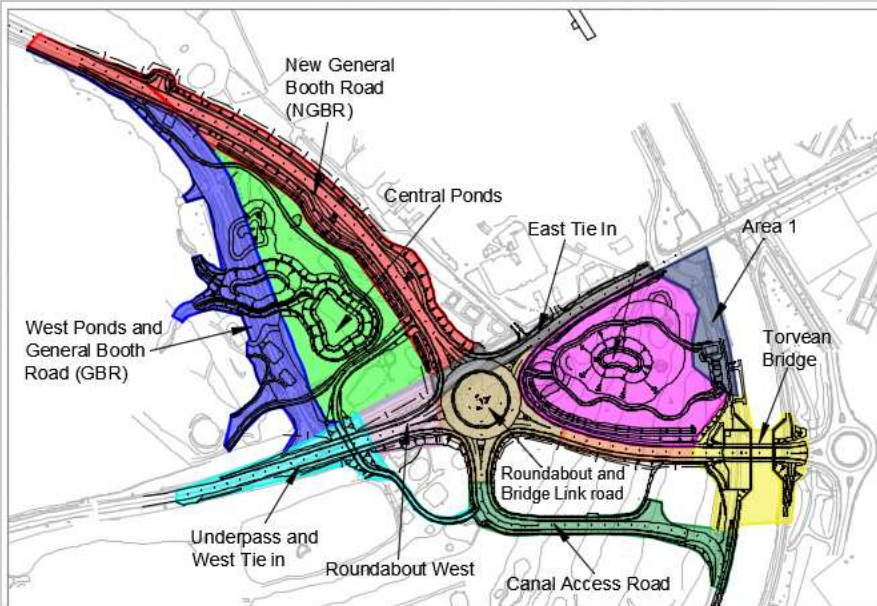 New General
Booth Road
(NGBR)
Central Ponds
East Tie In
Area 1
West Ponds and
General Booth
Road (GBR)
Torvean
Bridge
Roundabout and
Bridge Link road
Underpass and
West Tie in
Roundabout West
Canal Access Road